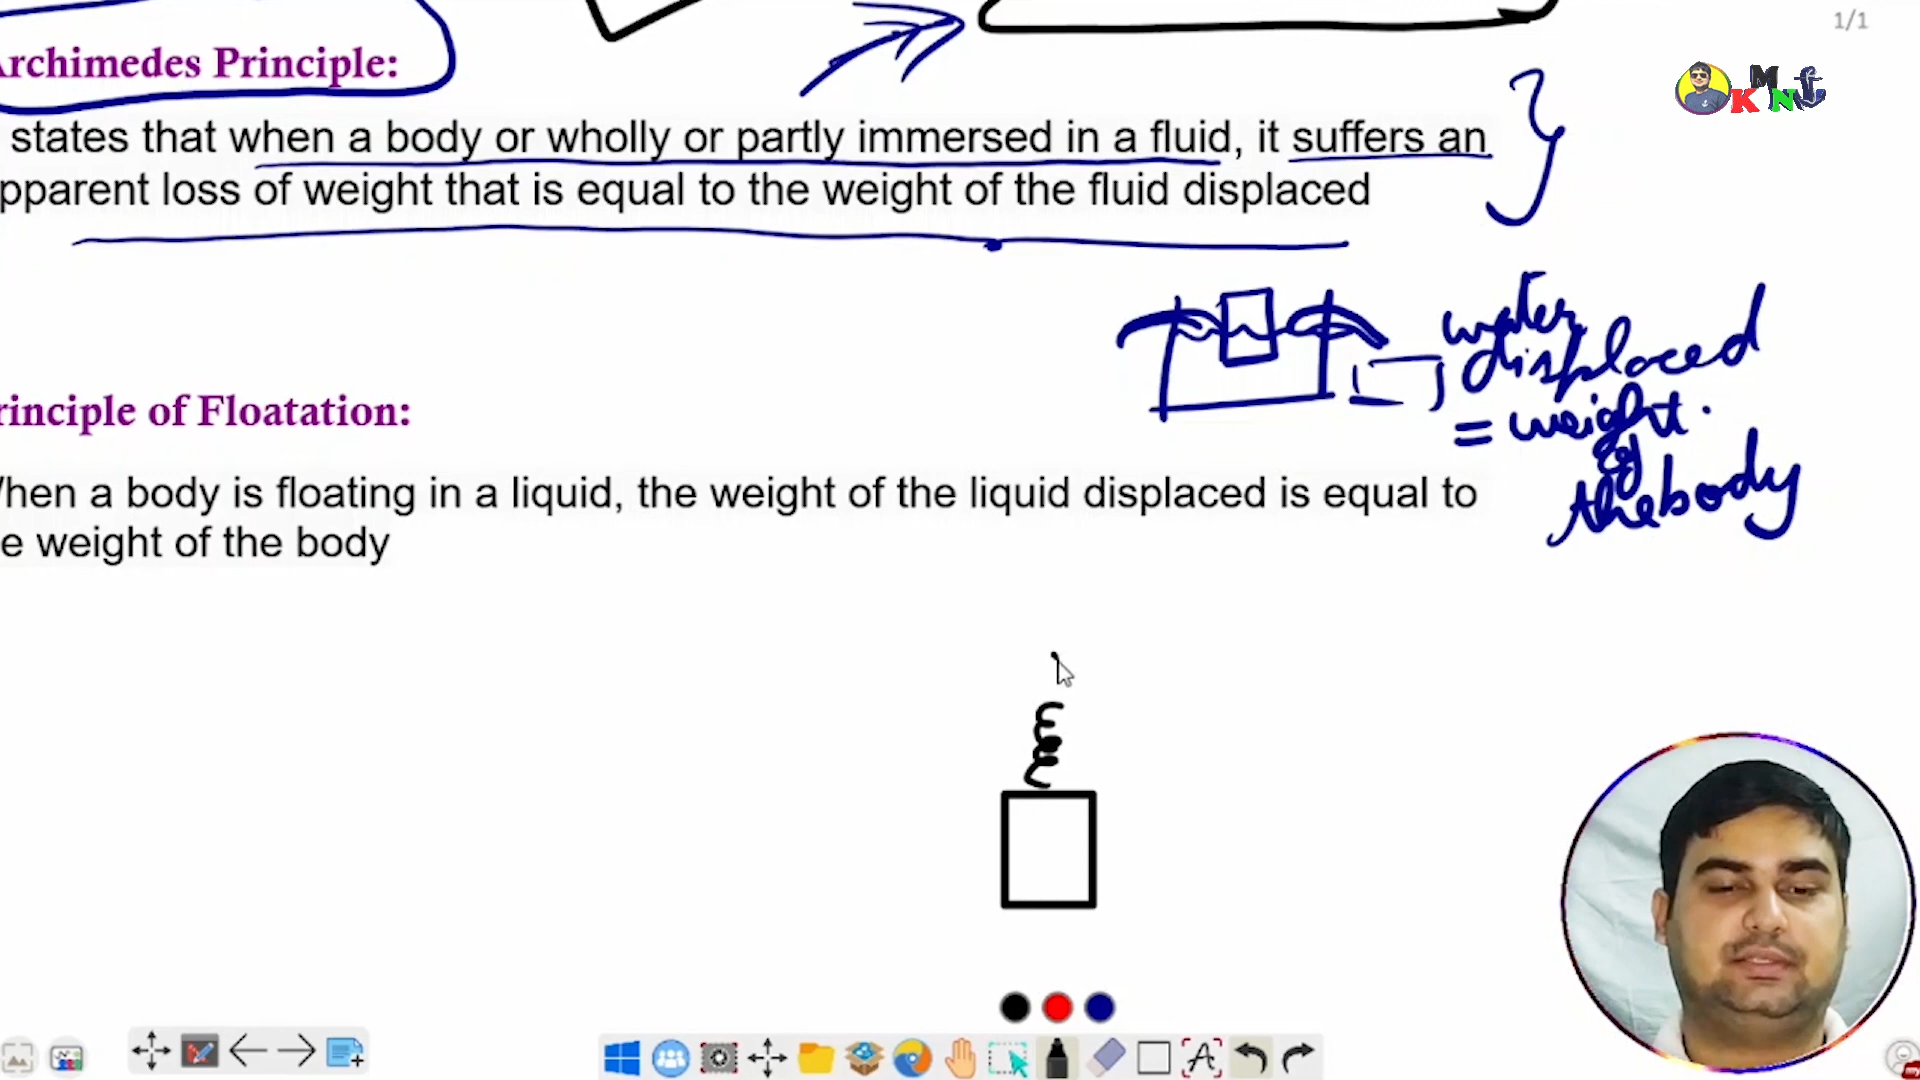 1/1
Archimedes Principle:
KMN
states that when a body or wholly or partly immersed in a fluid, it suffers an
pparent loss of weight that is equal to the weight of the fluid displaced
water
displaced
= weight
of
the body
rinciple of Floatation:
hen a body is floating in a liquid, the weight of the liquid displaced is equal to
e weight of the body